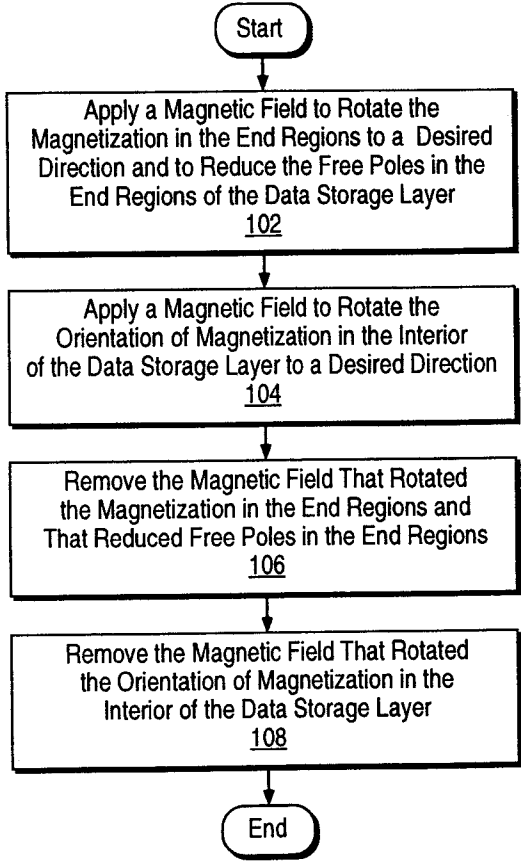 Start
Apply a Magnetic Field to Rotate the
Magnetization in the End Regions to a Desired
Direction and to Reduce the Free Poles in the
End Regions of the Data Storage Layer
102
Apply a Magnetic Field to Rotate the
Orientation of Magnetization in the Interior
of the Data Storage Layer to a Desired Direction
104
Remove the Magnetic Field That Rotated
the Magnetization in the End Regions and
That Reduced Free Poles in the End Regions
106
Remove the Magnetic Field That Rotated
the Orientation of Magnetization in the
Interior of the Data Storage Layer
108
End